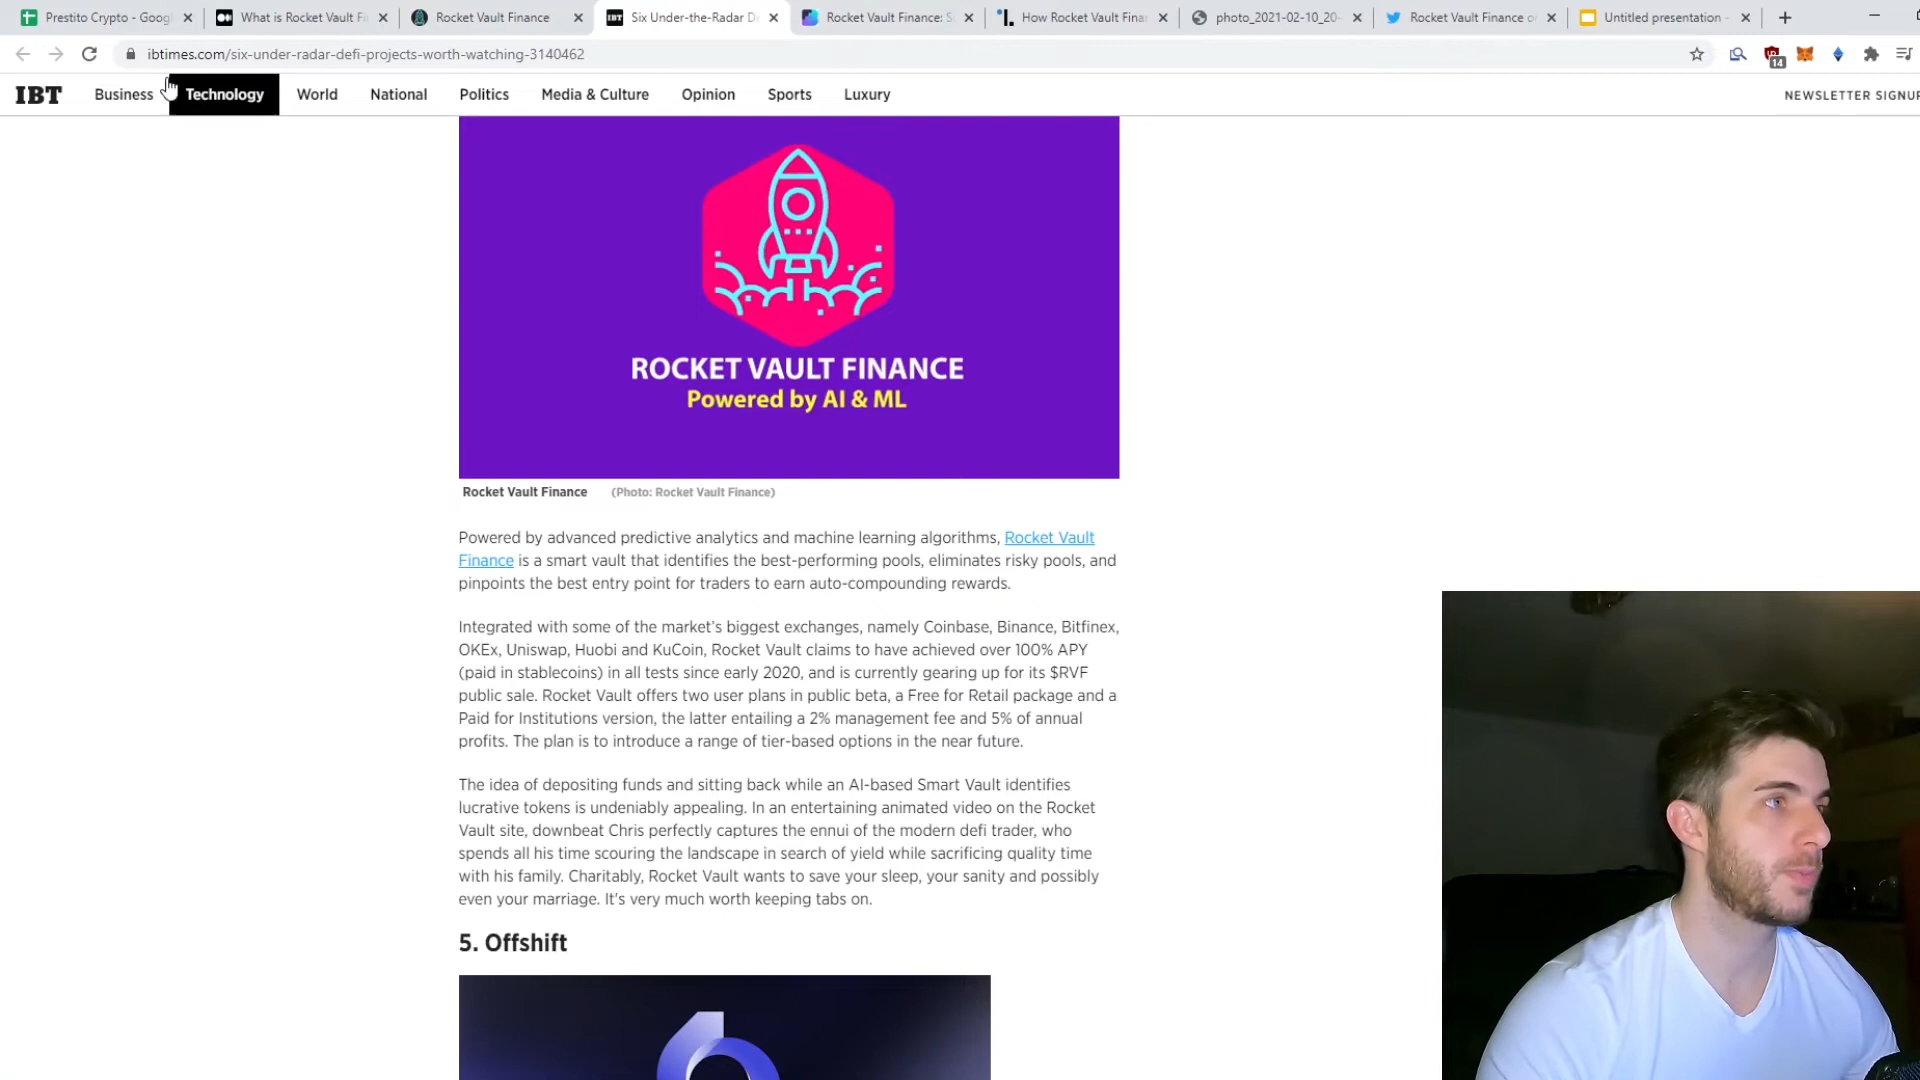 Prestito Crypto - Goog
What is Rocket Vault Fi
Rocket Vault Finance
IBT
Six Under-the-Radar De
Rocket Vault Finance: S
How Rocket Vault Finan
photo_2021-02-10_20-
Rocket Vault Finance o
Untitled presentation -
ibtimes.com/six-under-radar-defi-projects-worth-watching-3140462
14
IBT
Business
Technology
World
National
Politics
Media & Culture
Opinion
Sports
Luxury
NEWSLETTER SIGNUP
ROCKET VAULT FINANCE
Powered by AI & ML
Rocket Vault Finance (Photo: Rocket Vault Finance)
Powered by advanced predictive analytics and machine learning algorithms, Rocket Vault
Finance is a smart vault that identifies the best-performing pools, eliminates risky pools, and
pinpoints the best entry point for traders to earn auto-compounding rewards.
Integrated with some of the market's biggest exchanges, namely Coinbase, Binance, Bitfinex,
OKEx, Uniswap, Huobi and KuCoin, Rocket Vault claims to have achieved over 100% APY
(paid in stablecoins) in all tests since early 2020, and is currently gearing up for its $RVF
public sale. Rocket Vault offers two user plans in public beta, a Free for Retail package and a
Paid for Institutions version, the latter entailing a 2% management fee and 5% of annual
profits. The plan is to introduce a range of tier-based options in the near future.
The idea of depositing funds and sitting back while an AI-based Smart Vault identifies
lucrative tokens is undeniably appealing. In an entertaining animated video on the Rocket
Vault site, downbeat Chris perfectly captures the ennui of the modern defi trader, who
spends all his time scouring the landscape in search of yield while sacrificing quality time
with his family. Charitably, Rocket Vault wants to save your sleep, your sanity and possibly
even your marriage. It's very much worth keeping tabs on.
5. Offshift